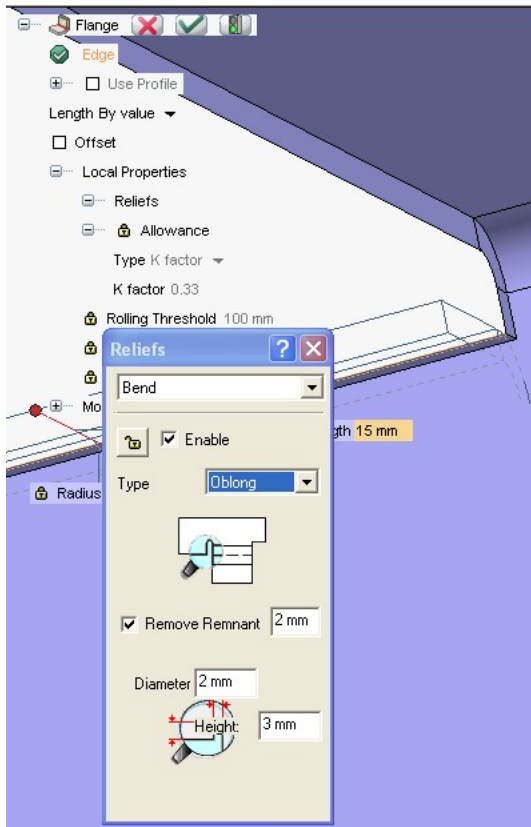 Flange
Edge
Use Profile
Length By value
Offset
Local Properties
Reliefs
Allowance
Type K factor
K factor 0.33
Rolling Threshold 100 mm
Reliefs
Bend
Mo
Enable
gth 15 mm
Type Oblong
Radius
Remove Remnant 2 mm
Diameter 2 mm
Height: 3 mm